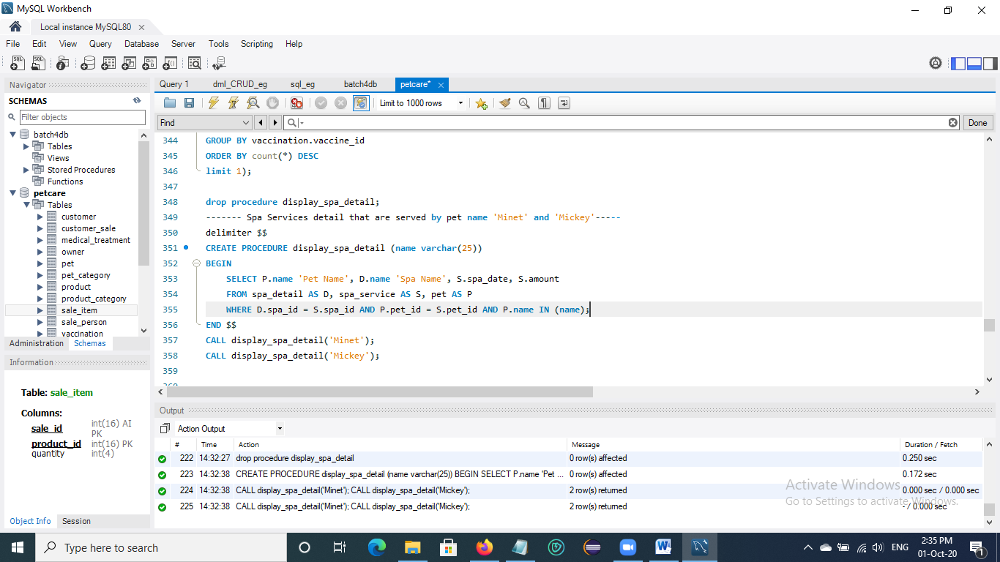 MySQL Workbench
Local instance MySQL80
File Edit View Query Database Server Tools Scripting Help
Navigator
SCHEMAS
Filter objects
batch4db
Tables
Views
Stored Procedures
Functions
petcare
Tables
customer
customer_sale
medical_treatment
owner
pet
pet_category
product
product_category
sale_item
sale_person
vaccination
Administration Schemas
Information
Table: sale_item
Columns:
sale_id int(16) AI
PK
product_id int(16) PK
quantity int(4)
Object Info Session
Query 1 dml_CRUD_eg sql_eg batch4db petcare*
Limit to 1000 rows
Find Done
344 GROUP BY vaccination.vaccine_id
345 ORDER BY count(*) DESC
346 limit 1);
347
348 drop procedure display_spa_detail;
349 ------- Spa Services detail that are served by pet name 'Minet' and 'Mickey'-----
350 delimiter $$
351 CREATE PROCEDURE display_spa_detail (name varchar(25))
352 BEGIN
353 SELECT P.name 'Pet Name', D.name 'Spa Name', S.spa_date, S.amount
354 FROM spa_detail AS D, spa_service AS S, pet AS P
355 WHERE D.spa_id = S.spa_id AND P.pet_id = S.pet_id AND P.name IN (name);
356 END $$
357 CALL display_spa_detail('Minet');
358 CALL display_spa_detail('Mickey');
359
360
Output
Action Output
# Time Action Message Duration / Fetch
222 14:32:27 drop procedure display_spa_detail 0 row(s) affected 0.250 sec
223 14:32:38 CREATE PROCEDURE display_spa_detail (name varchar(25)) BEGIN SELECT P.name 'Pet ... 0 row(s) affected 0.172 sec
224 14:32:38 CALL display_spa_detail('Minet'); CALL display_spa_detail('Mickey'); 2 row(s) returned 0.000 sec / 0.000 sec
225 14:32:38 CALL display_spa_detail('Minet'); CALL display_spa_detail('Mickey'); 2 row(s) returned - / 0.000 sec
Activate Windows
Go to Settings to activate Windows.
Type here to search
ENG
2:35 PM
01-Oct-20
1